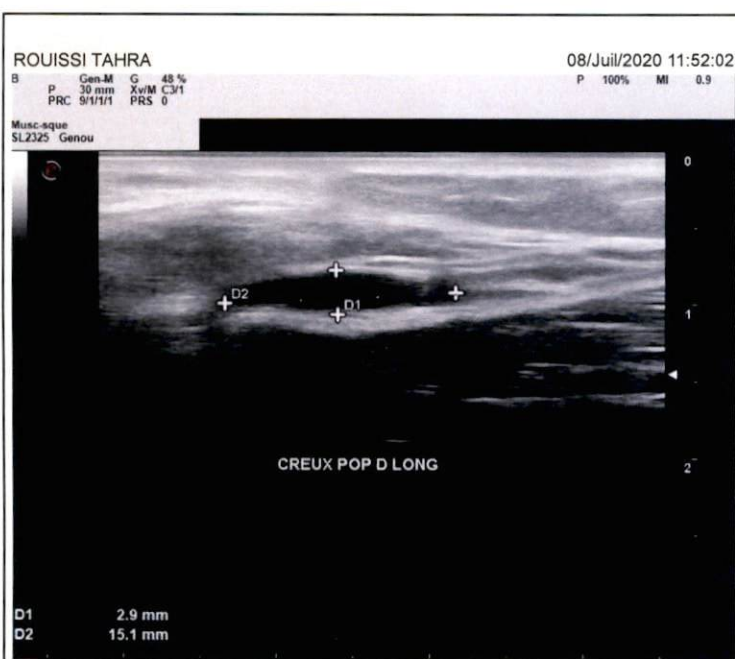 ROUISSI TAHRA 08/Juil/2020 11:52:02
B Gen-M G 48 % P 100% MI 0.9
P 30 mm Xv/M C3/1
PRC 9/1/1/1 PRS 0
Musc-sque
SL2325 Genou
0
D2
D1
1
CREUX POP D LONG
2
D1 2.9 mm
D2 15.1 mm